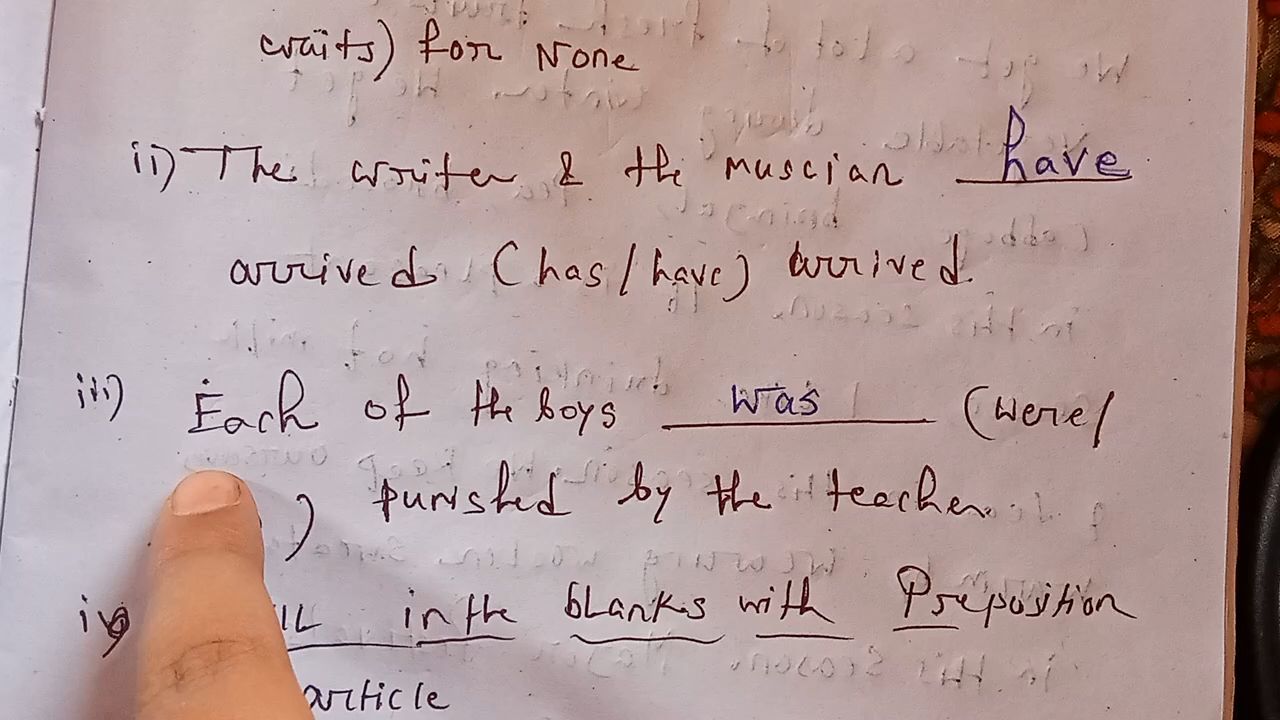 waits) for None
ii) The writer & the muscian have
arrived (has/have) arrived.
iii) Each of the boys was (were/
) punished by the teacher.
iv) in the blanks with Preposition
article